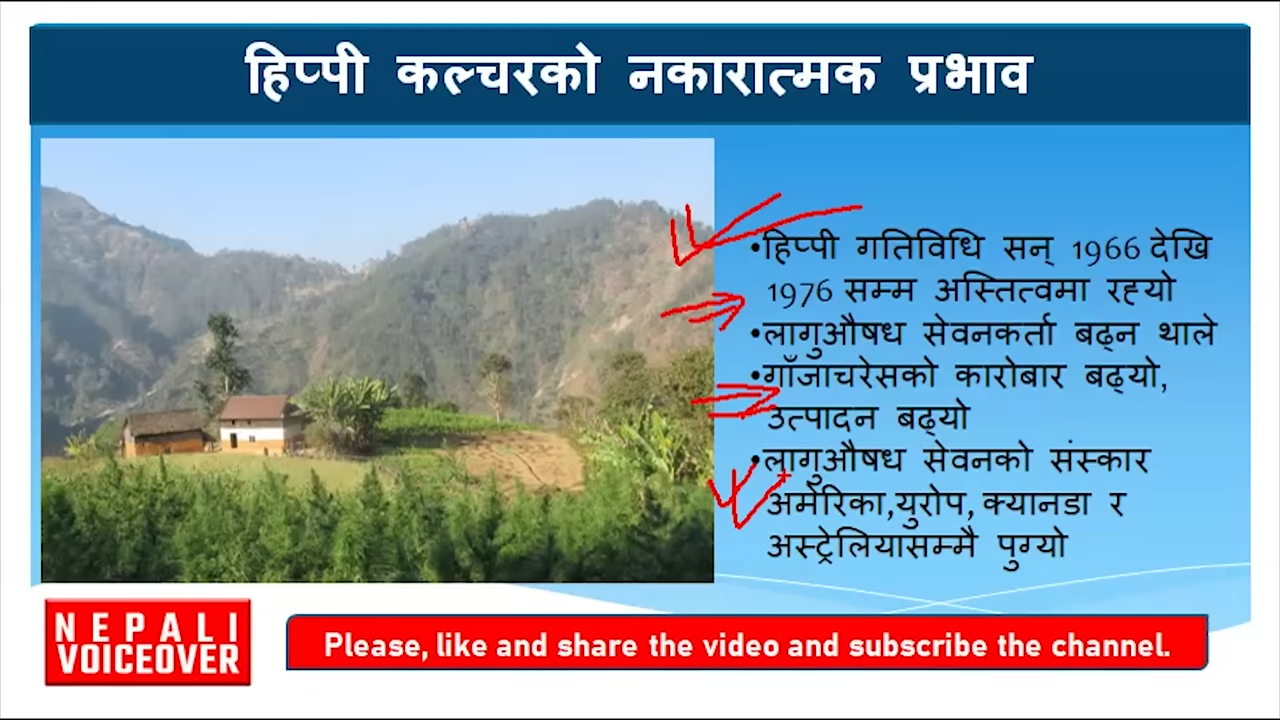 हिप्पी कल्चरको नकारात्मक प्रभाव
•हिप्पी गतिविधि सन् 1966 देखि
1976 सम्म अस्तित्वमा रह्यो
•लागुऔषध सेवनकर्ता बढ्न थाले
•गाँजाचरेसको कारोबार बढ्यो,
उत्पादन बढ्यो
•लागुऔषध सेवनको संस्कार
अमेरिका,युरोप, क्यानडा र
अस्ट्रेलियासम्मै पुग्यो
NEPALI
VOICEOVER
Please, like and share the video and subscribe the channel.